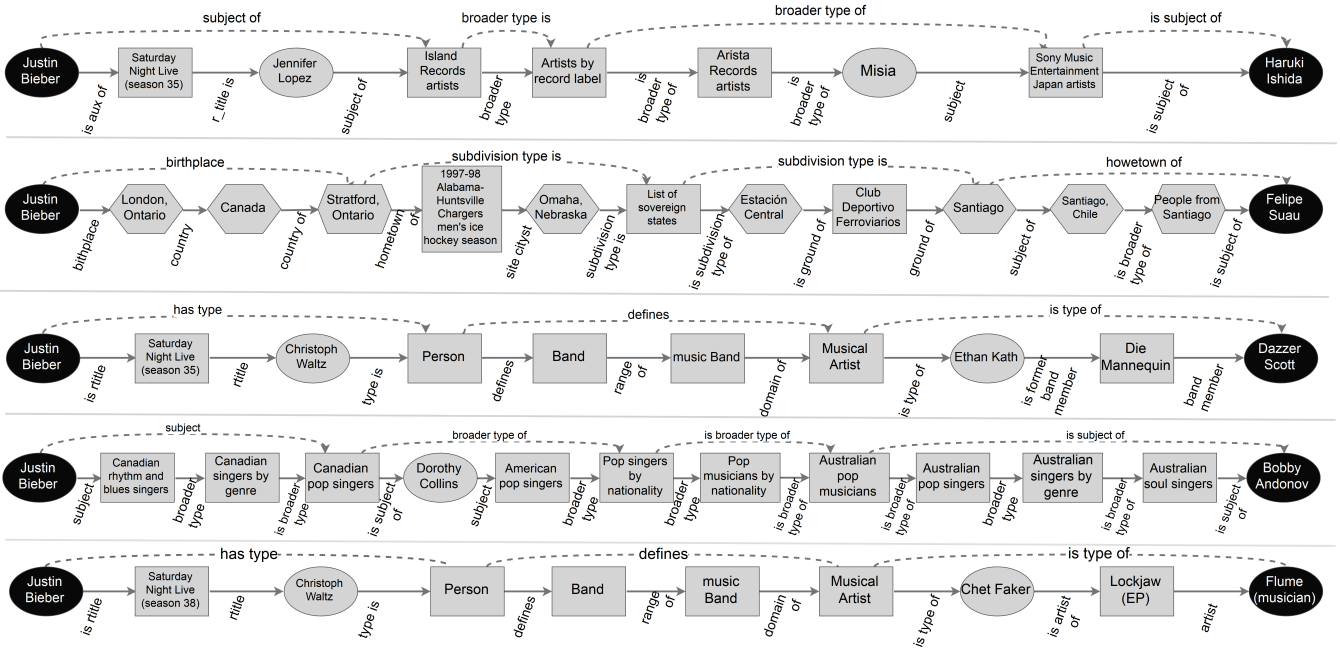 subject of
broader type is
broader type of
is subject of
Justin
Bieber
Saturday
Night Live
(season 35)
Jennifer
Lopez
Island
Records
artists
Artists by
record label
Arista
Records
artists
Misia
Sony Music
Entertainment
Japan artists
Haruki
Ishida
is aux of
r_title is
subject of
broader
type
is
broader
type of
is
broader
type of
subject
is subject
of
birthplace
subdivision type is
subdivision type is
howetown of
Justin
Bieber
London,
Ontario
Canada
Stratford,
Ontario
1997-98
Alabama-
Huntsville
Chargers
men's ice
hockey season
Omaha,
Nebraska
List of
sovereign
states
Estación
Central
Club
Deportivo
Ferroviarios
Santiago
Santiago,
Chile
People from
Santiago
Felipe
Suau
bithplace
country
country of
hometown
of
site cityst
subdivision
type is
is subdivision
type of
is ground of
ground of
subject of
is broader
type of
is subject of
has type
defines
is type of
Justin
Bieber
Saturday
Night Live
(season 35)
Christoph
Waltz
Person
Band
music Band
Musical
Artist
Ethan Kath
Die
Mannequin
Dazzer
Scott
is rtitle
rtitle
type is
defines
range
of
domain of
is type of
is former
band
member
band
member
subject
broader type of
is broader type of
is subject of
Justin
Bieber
Canadian
rhythm and
blues singers
Canadian
singers by
genre
Canadian
pop singers
Dorothy
Collins
American
pop singers
Pop singers
by
nationality
Pop
musicians by
nationality
Australian
pop
musicians
Australian
pop singers
Australian
singers by
genre
Australian
soul singers
Bobby
Andonov
subject
broader
type
is broader
type
is subject
of
subject
broader
type
broader
type
is broader
type of
is broader
type of
broader
type
is broader
type of
is subject
of
has type
defines
is type of
Justin
Bieber
Saturday
Night Live
(season 38)
Christoph
Waltz
Person
Band
music
Band
Musical
Artist
Chet Faker
Lockjaw
(EP)
Flume
(musician)
is rtitle
rtitle
type is
defines
range
of
domain
of
is type of
is artist
of
artist